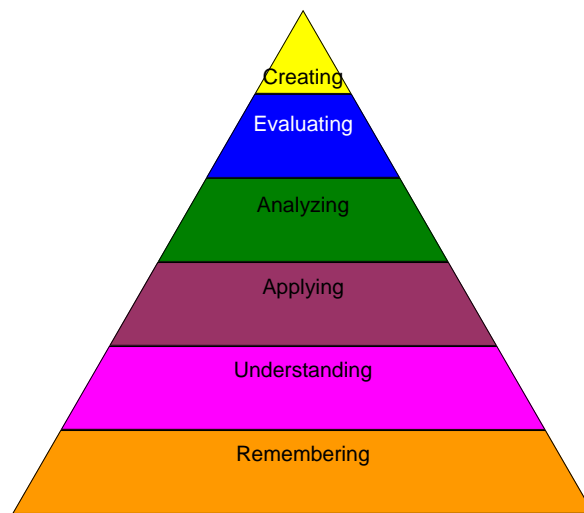 Creating
Evaluating
Analyzing
Applying
Understanding
Remembering